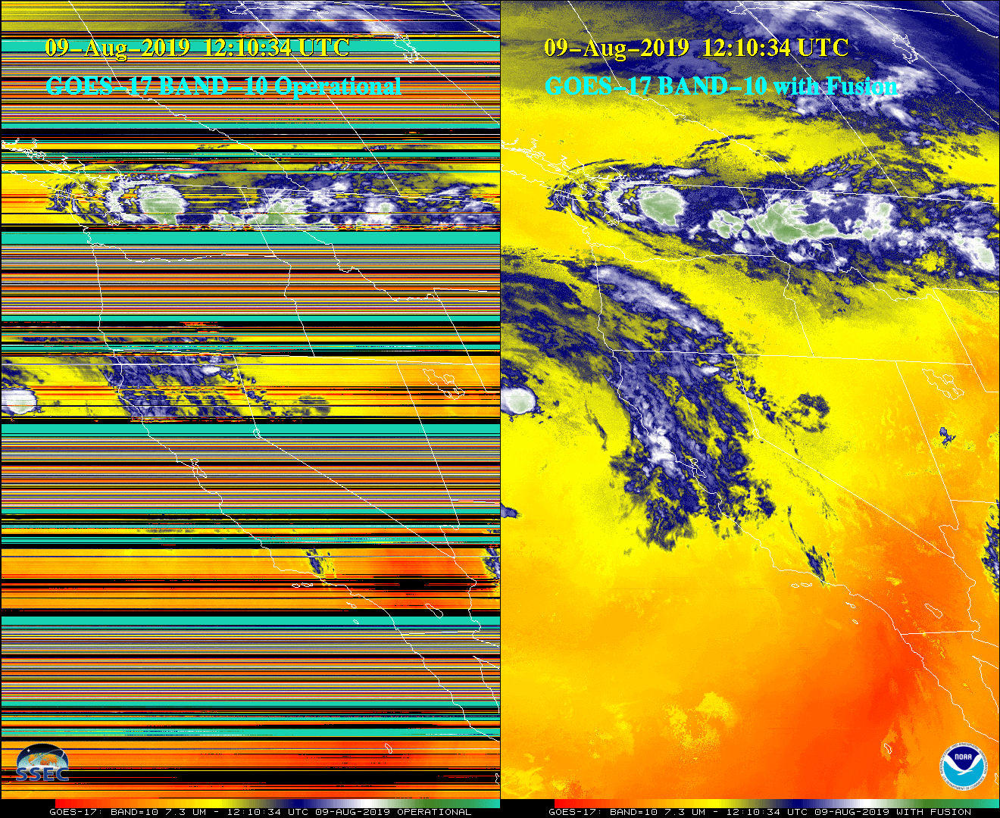 09-Aug-2019 12:10:34 UTC
GOES-17 BAND-10 Operational
09-Aug-2019 12:10:34 UTC
GOES-17 BAND-10 with Fusion
SSEC
NOAA
GOES-17: BAND=10 7.3 UM - 12:10:34 UTC 09-AUG-2019 OPERATIONAL
GOES-17: BAND=10 7.3 UM - 12:10:34 UTC 09-AUG-2019 WITH FUSION